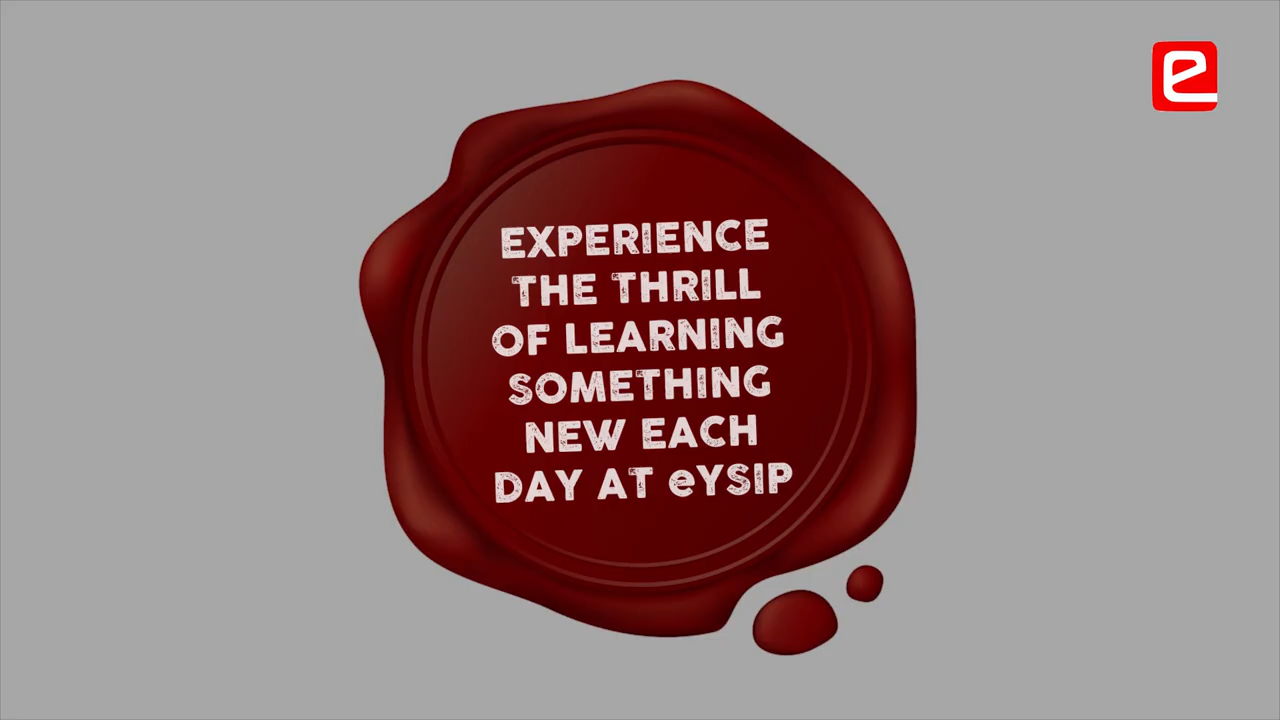 e
EXPERIENCE
THE THRILL
OF LEARNING
SOMETHING
NEW EACH
DAY AT eYSIP